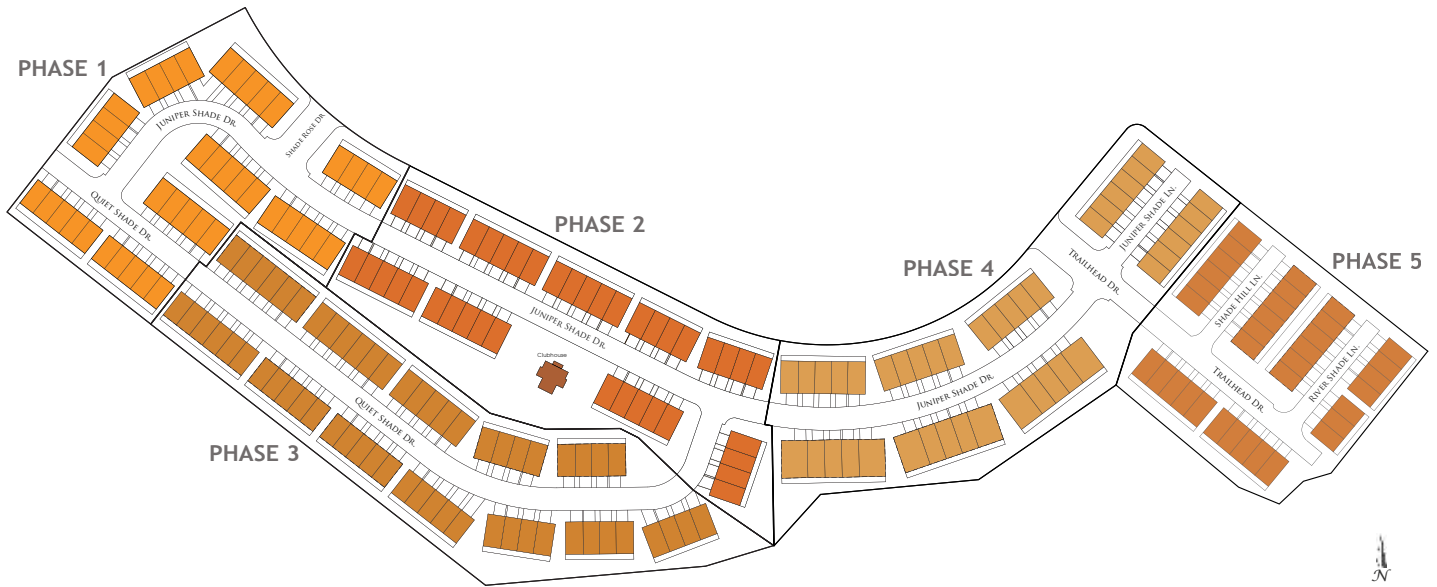 PHASE 1
JUNIPER SHADE DR.
SHADE ROSE DR.
QUIET SHADE DR.
PHASE 2
JUNIPER SHADE DR.
Clubhouse
QUIET SHADE DR.
PHASE 3
PHASE 4
JUNIPER SHADE DR.
TRAILHEAD DR.
JUNIPER SHADE LN.
PHASE 5
SHADE HILL LN.
TRAILHEAD DR.
RIVER SHADE LN.
N